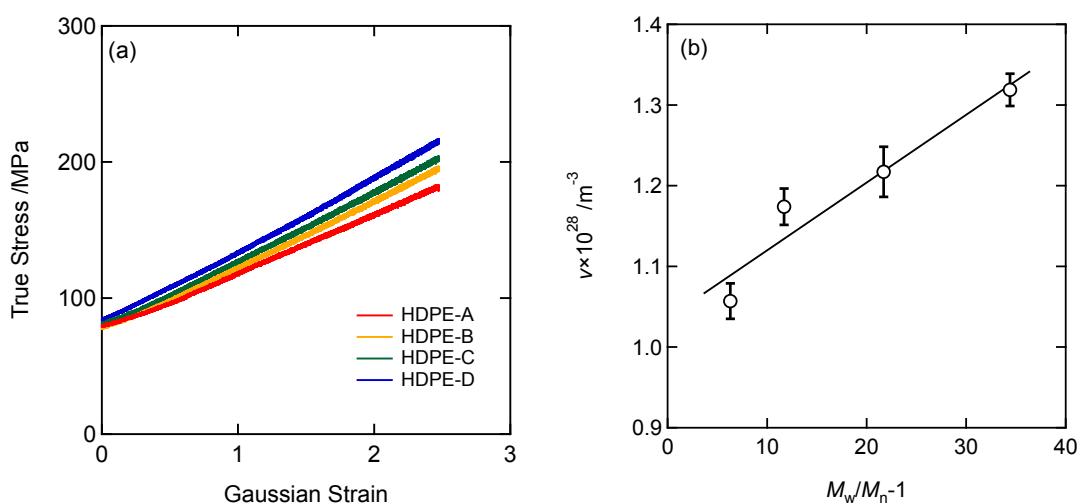 (a)
300
200
100
0
True Stress /MPa
HDPE-A
HDPE-B
HDPE-C
HDPE-D
0 1 2 3
Gaussian Strain
(b)
1.4
1.3
1.2
1.1
1.0
0.9
ν×10²⁸ /m⁻³
0 10 20 30 40
Mw/Mn-1